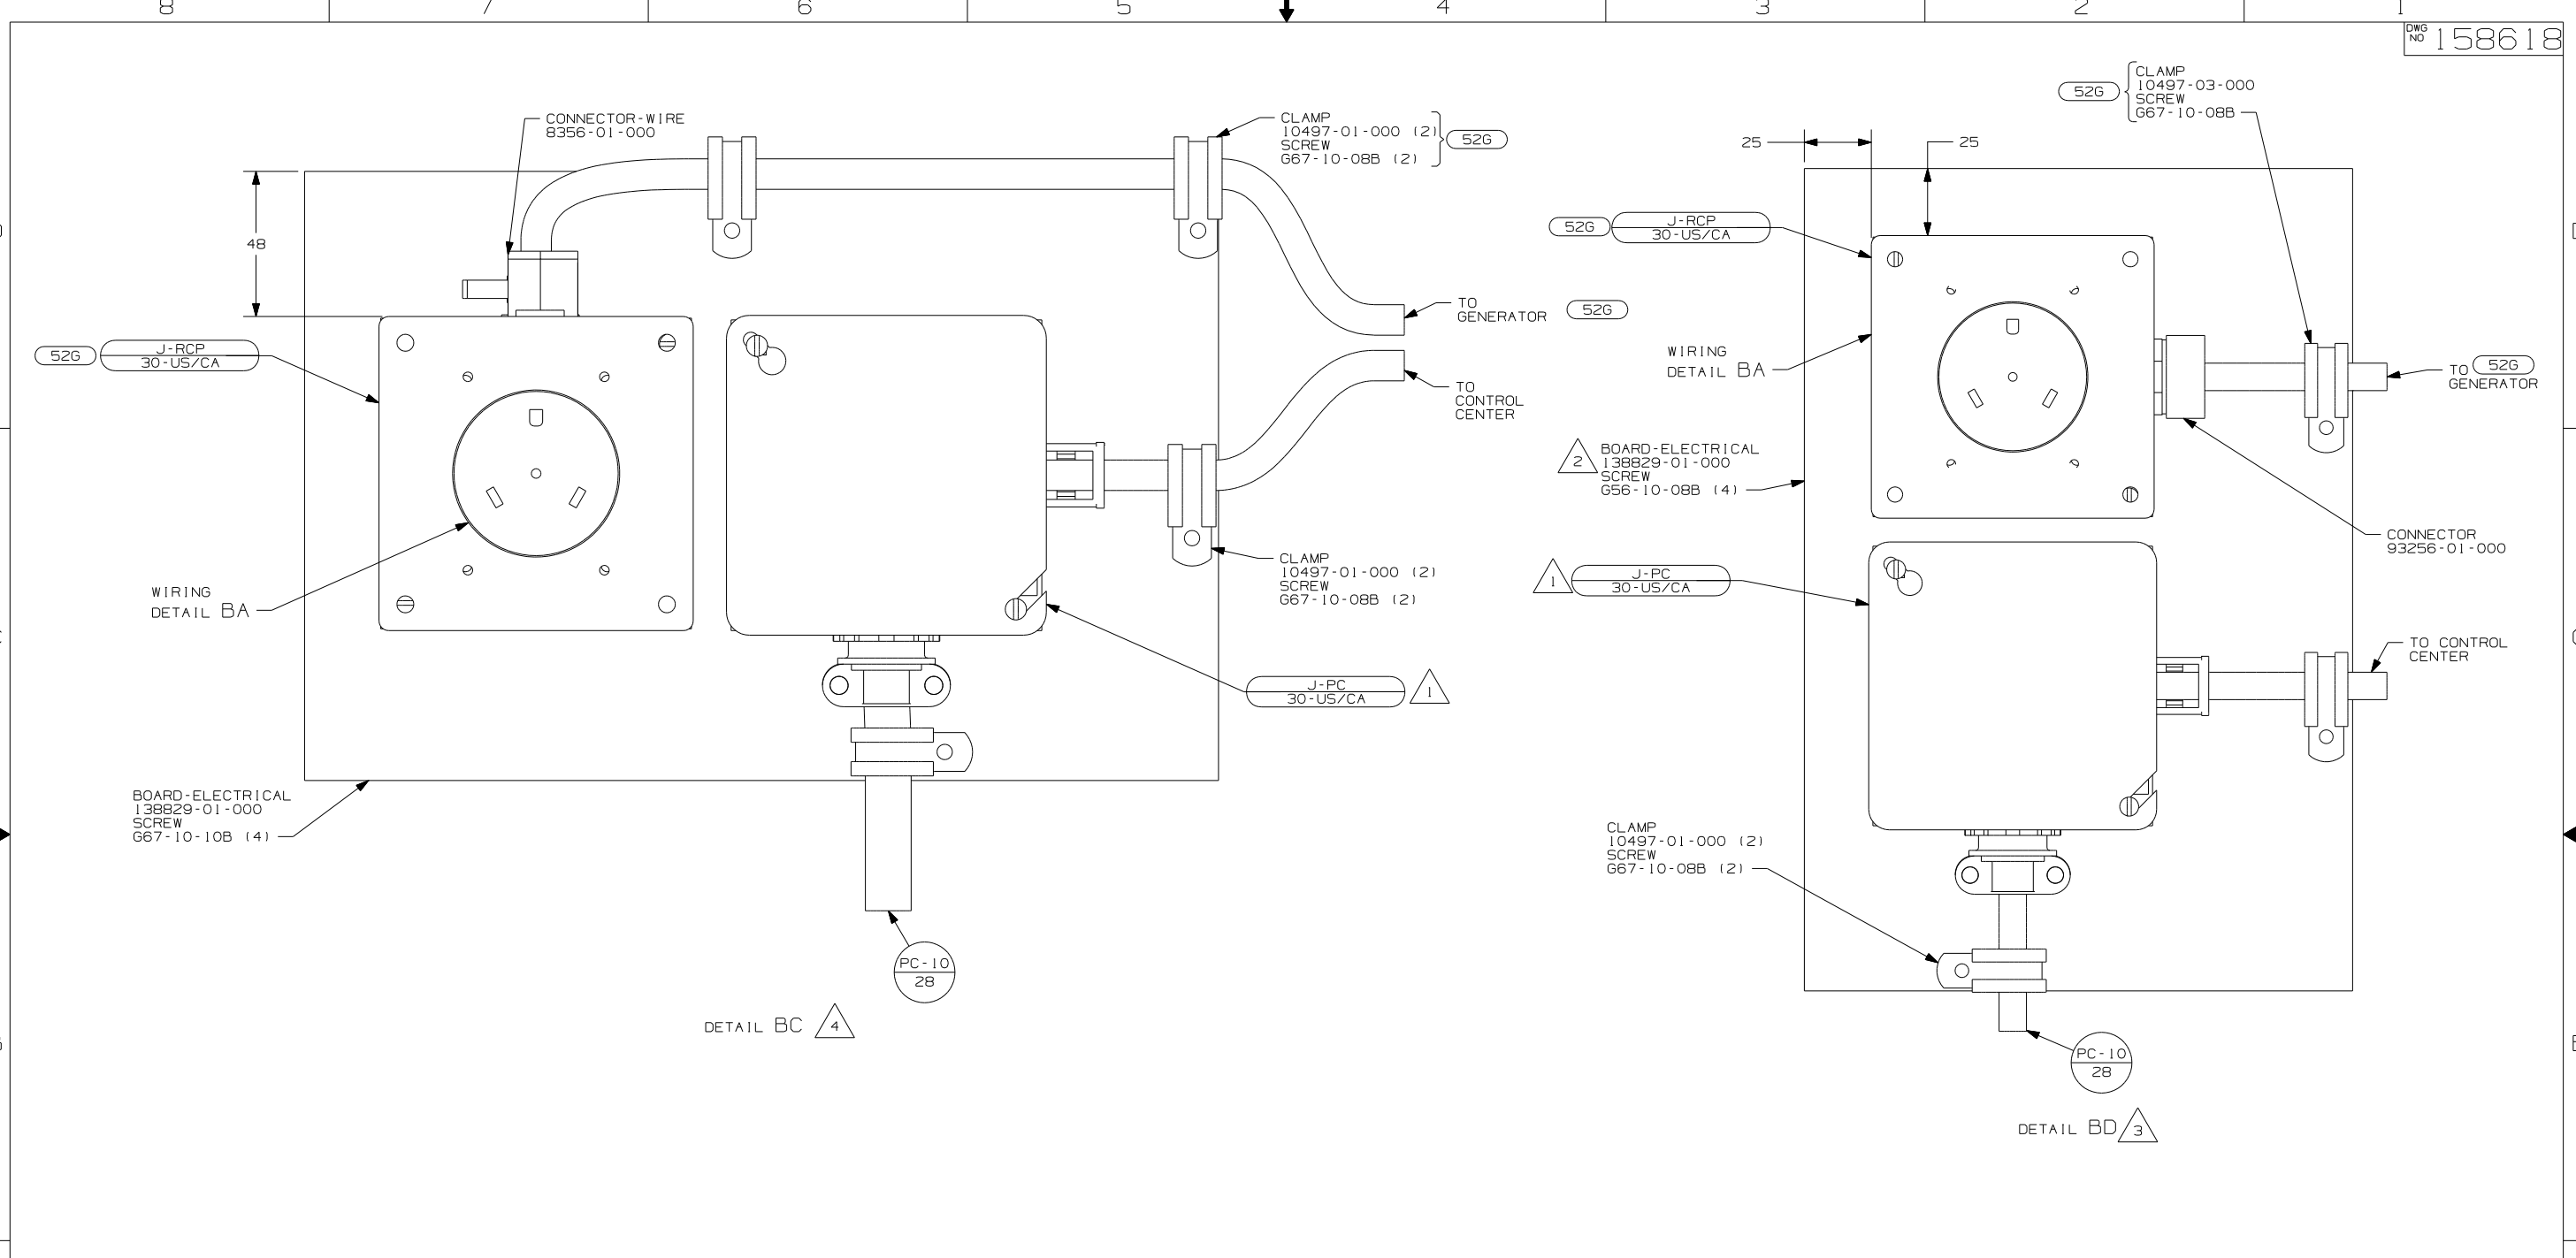 8 7 6 5 4 3 2 1
DWG NO 158618
CONNECTOR-WIRE
8356-01-000
CLAMP
10497-01-000 (2)
SCREW
G67-10-08B (2)
52G
48
52G
J-RCP
30-US/CA
TO
GENERATOR
52G
TO
CONTROL
CENTER
WIRING
DETAIL BA
CLAMP
10497-01-000 (2)
SCREW
G67-10-08B (2)
J-PC
30-US/CA
1
BOARD-ELECTRICAL
138829-01-000
SCREW
G67-10-10B (4)
PC-10
28
DETAIL BC 4
52G
CLAMP
10497-03-000
SCREW
G67-10-08B
25
25
52G
J-RCP
30-US/CA
WIRING
DETAIL BA
TO 52G
GENERATOR
2
BOARD-ELECTRICAL
138829-01-000
SCREW
G56-10-08B (4)
CONNECTOR
93256-01-000
1
J-PC
30-US/CA
TO CONTROL
CENTER
CLAMP
10497-01-000 (2)
SCREW
G67-10-08B (2)
PC-10
28
DETAIL BD 3